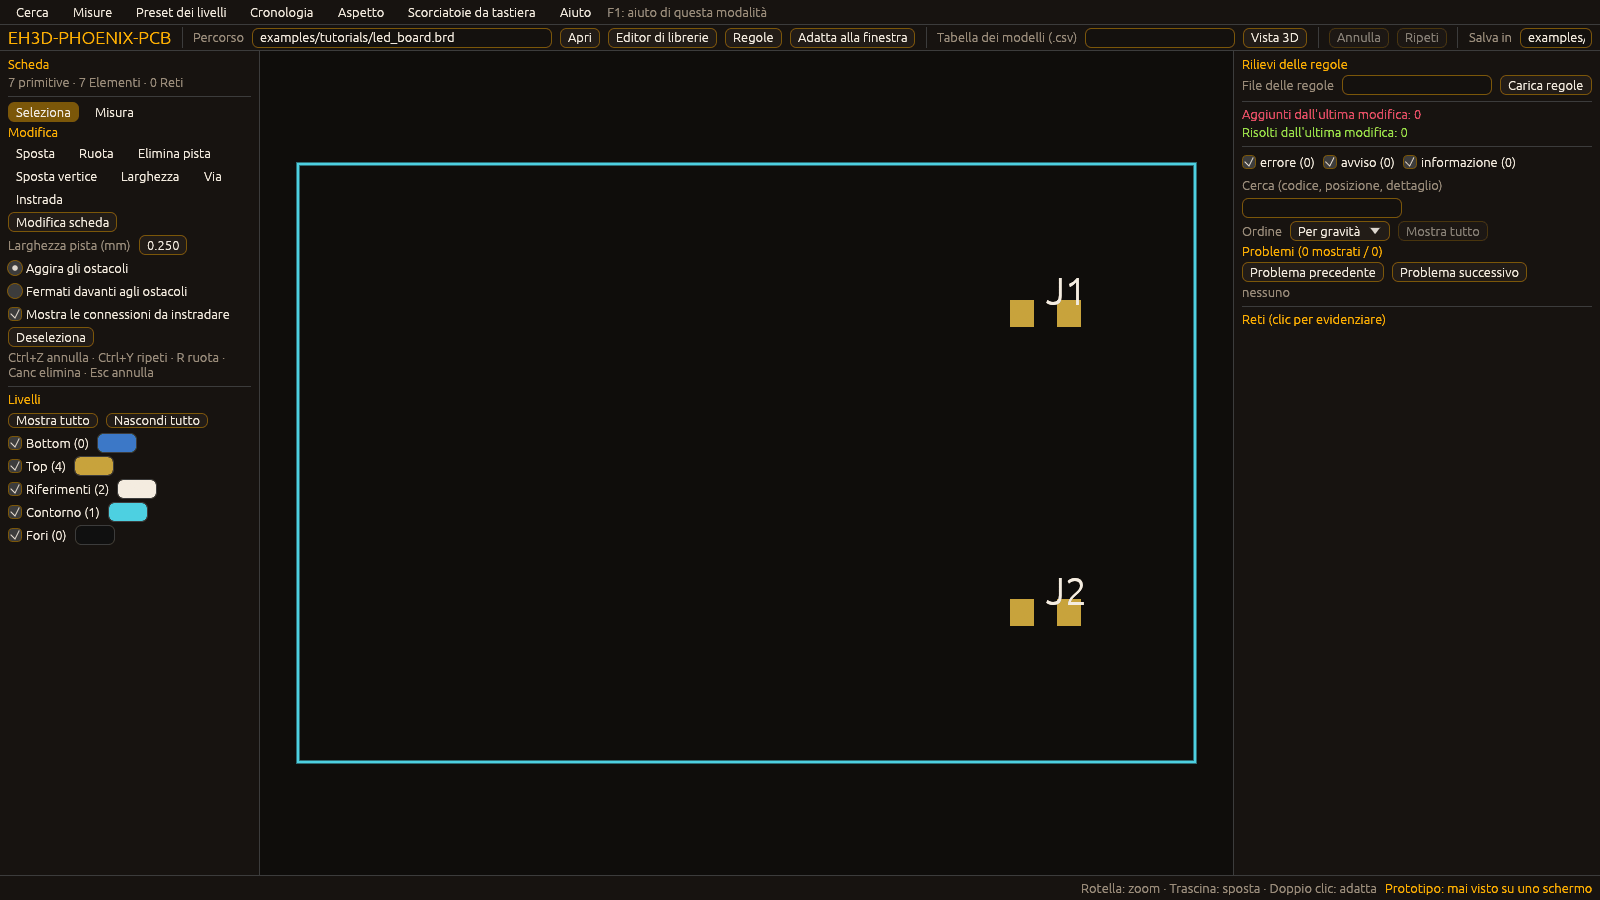 Cerca Misure Preset dei livelli Cronologia Aspetto Scorciatoie da tastiera Aiuto F1: aiuto di questa modalità
EH3D-PHOENIX-PCB Percorso examples/tutorials/led_board.brd Apri Editor di librerie Regole Adatta alla finestra Tabella dei modelli (.csv) Vista 3D Annulla Ripeti Salva in examples/
Scheda
7 primitive · 7 Elementi · 0 Reti
Seleziona Misura
Modifica
Sposta Ruota Elimina pista
Sposta vertice Larghezza Via
Instrada
Modifica scheda
Larghezza pista (mm) 0.250
Aggira gli ostacoli
Fermati davanti agli ostacoli
Mostra le connessioni da instradare
Deseleziona
Ctrl+Z annulla · Ctrl+Y ripeti · R ruota ·
Canc elimina · Esc annulla
Livelli
Mostra tutto Nascondi tutto
Bottom (0)
Top (4)
Riferimenti (2)
Contorno (1)
Fori (0)
J1
J2
Rilievi delle regole
File delle regole Carica regole
Aggiunti dall'ultima modifica: 0
Risolti dall'ultima modifica: 0
errore (0) avviso (0) informazione (0)
Cerca (codice, posizione, dettaglio)
Ordine Per gravità Mostra tutto
Problemi (0 mostrati / 0)
Problema precedente Problema successivo
nessuno
Reti (clic per evidenziare)
Rotella: zoom · Trascina: sposta · Doppio clic: adatta Prototipo: mai visto su uno schermo